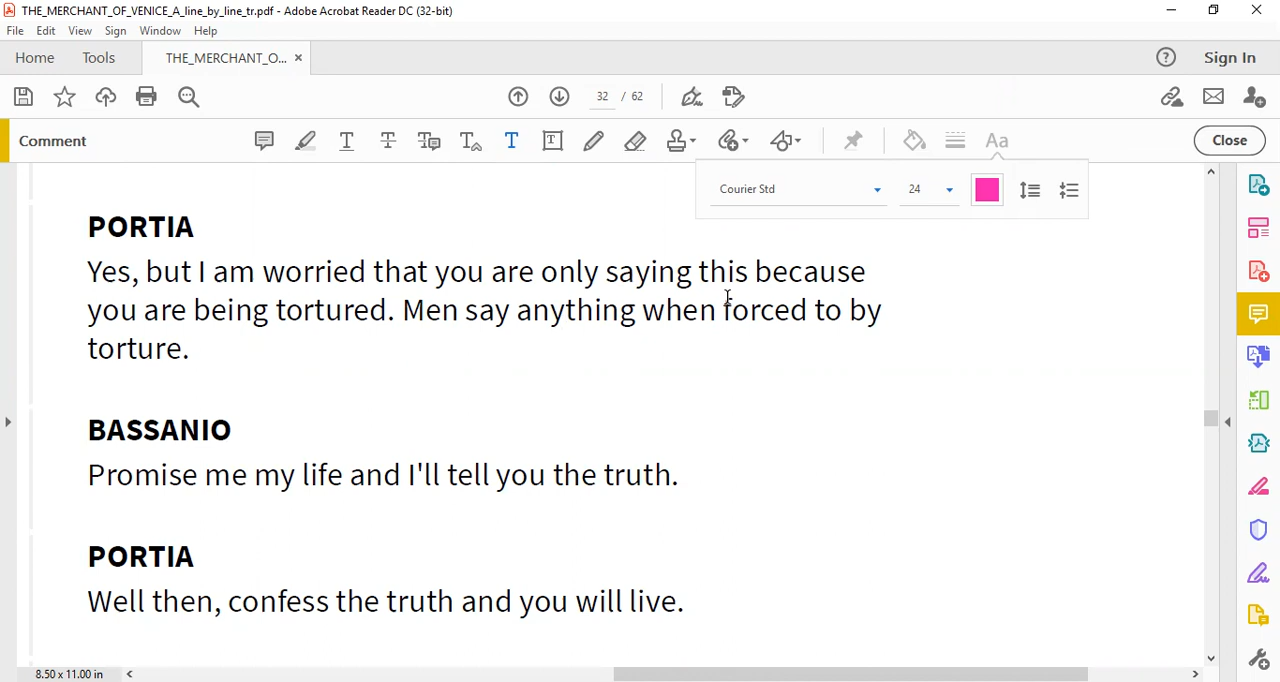 THE_MERCHANT_OF_VENICE_A_line_by_line_tr.pdf - Adobe Acrobat Reader DC (32-bit)
File Edit View Sign Window Help
Home Tools THE_MERCHANT_O... × Sign In
32 / 62
Comment Close
Courier Std 24
PORTIA
Yes, but I am worried that you are only saying this because
you are being tortured. Men say anything when forced to by
torture.
BASSANIO
Promise me my life and I'll tell you the truth.
PORTIA
Well then, confess the truth and you will live.
8.50 x 11.00 in